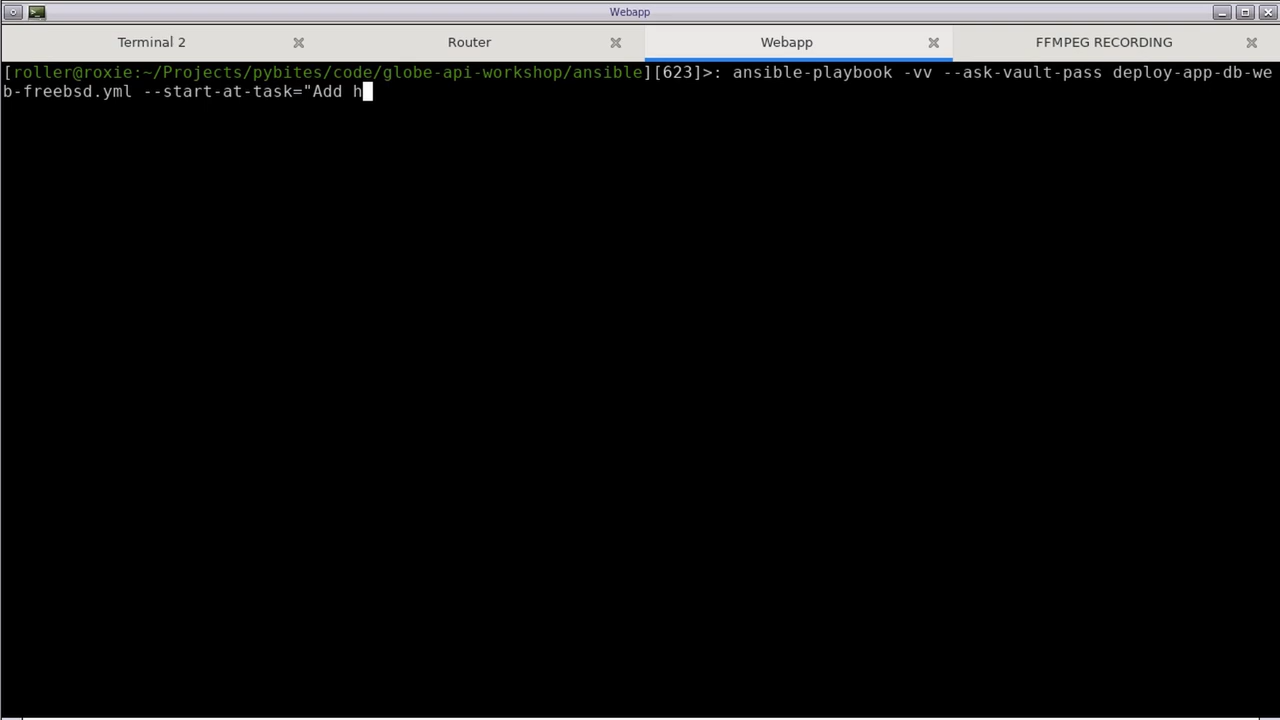 Webapp
Terminal 2
Router
Webapp
FFMPEG RECORDING
[roller@roxie:~/Projects/pybites/code/globe-api-workshop/ansible][623]>: ansible-playbook -vv --ask-vault-pass deploy-app-db-we
b-freebsd.yml --start-at-task="Add h